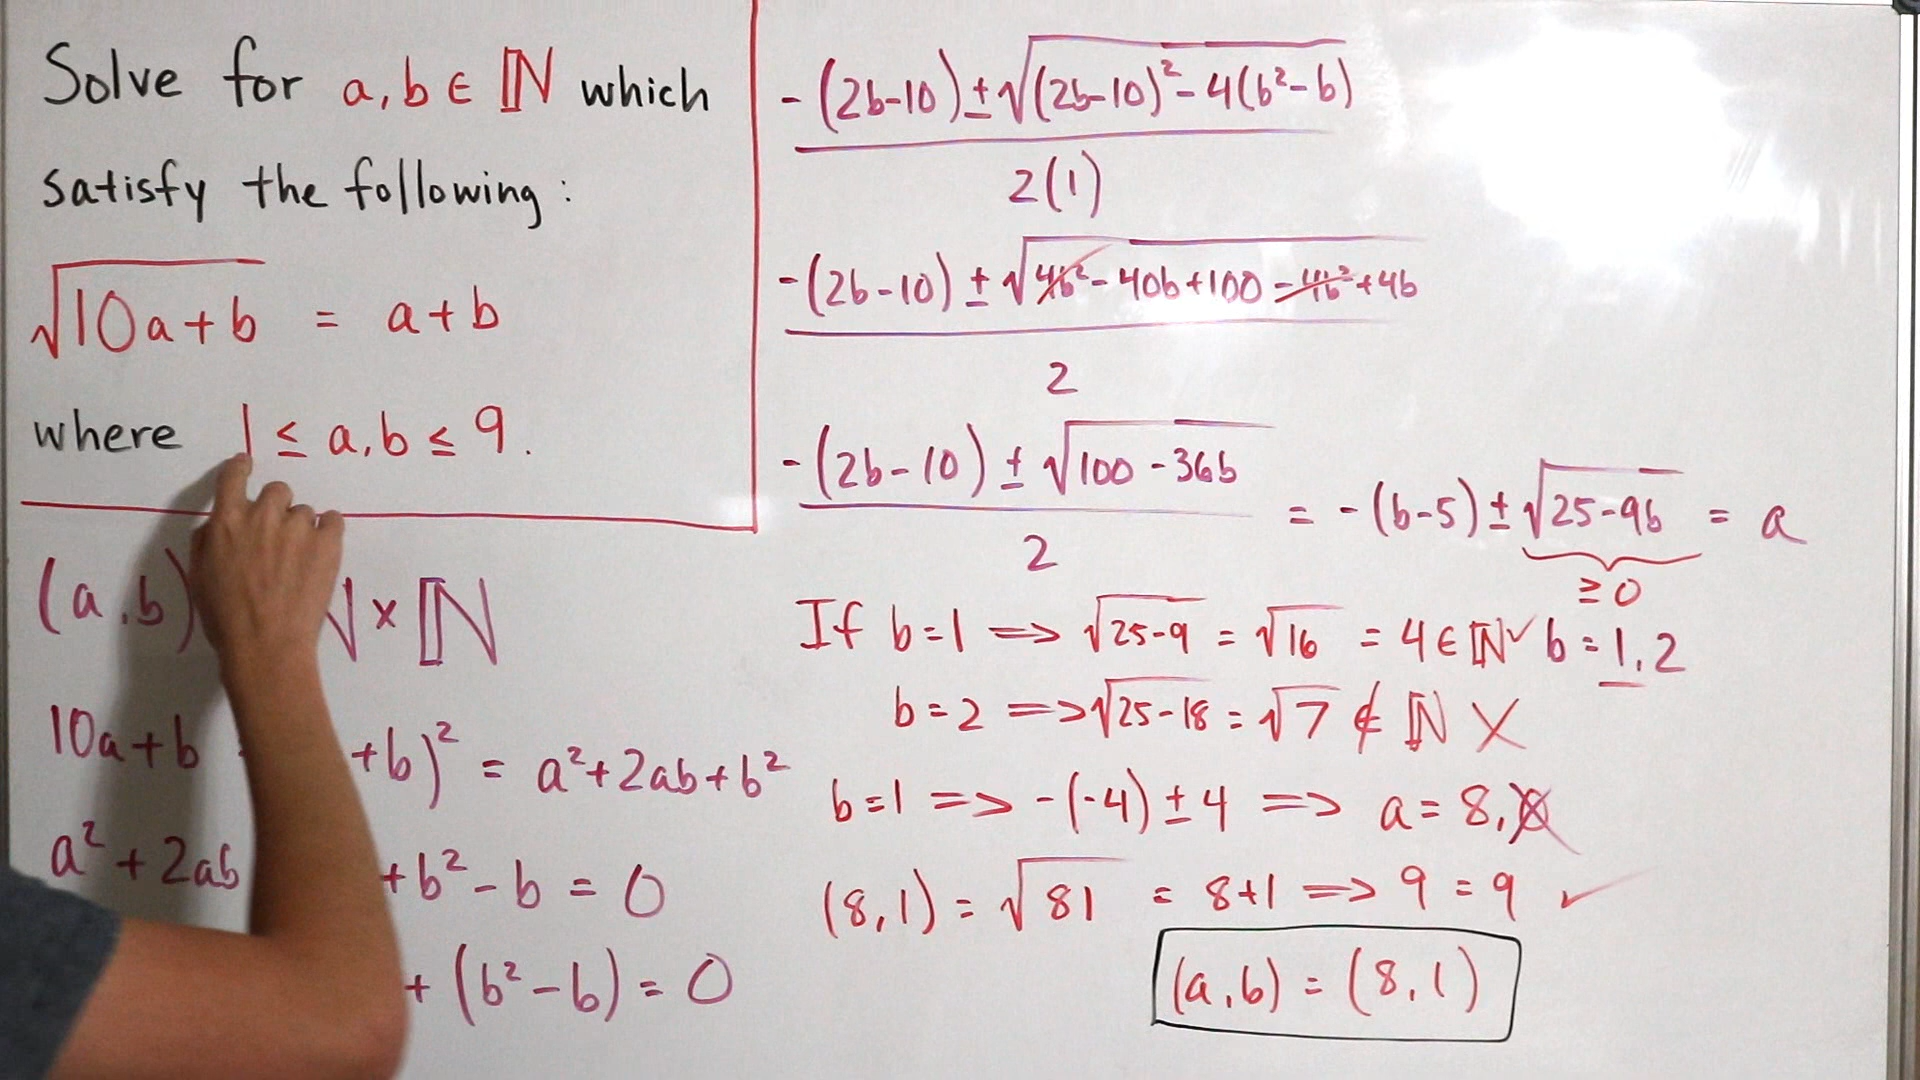 Solve for a, b ∈ ℕ which
satisfy the following :
√(10a + b) = a + b
where 1 ≤ a, b ≤ 9.
(a, b) ℕ × ℕ
10a + b + b)² = a² + 2ab + b²
a² + 2ab + b² - b = 0
+ (b² - b) = 0
(-(2b-10) ± √((2b-10)² - 4(b² - b))) / 2(1)
(-(2b-10) ± √(4b² - 40b + 100 - 4b² + 4b)) / 2
(-(2b-10) ± √(100 - 36b)) / 2 = -(b-5) ± √(25-9b) = a
≥ 0
If b = 1 => √(25-9) = √16 = 4 ∈ ℕ ✓ b = 1, 2
b = 2 => √(25-18) = √7 ∉ ℕ X
b = 1 => -(-4) ± 4 => a = 8,
(8, 1) = √81 = 8+1 => 9 = 9 ✓
(a, b) = (8, 1)